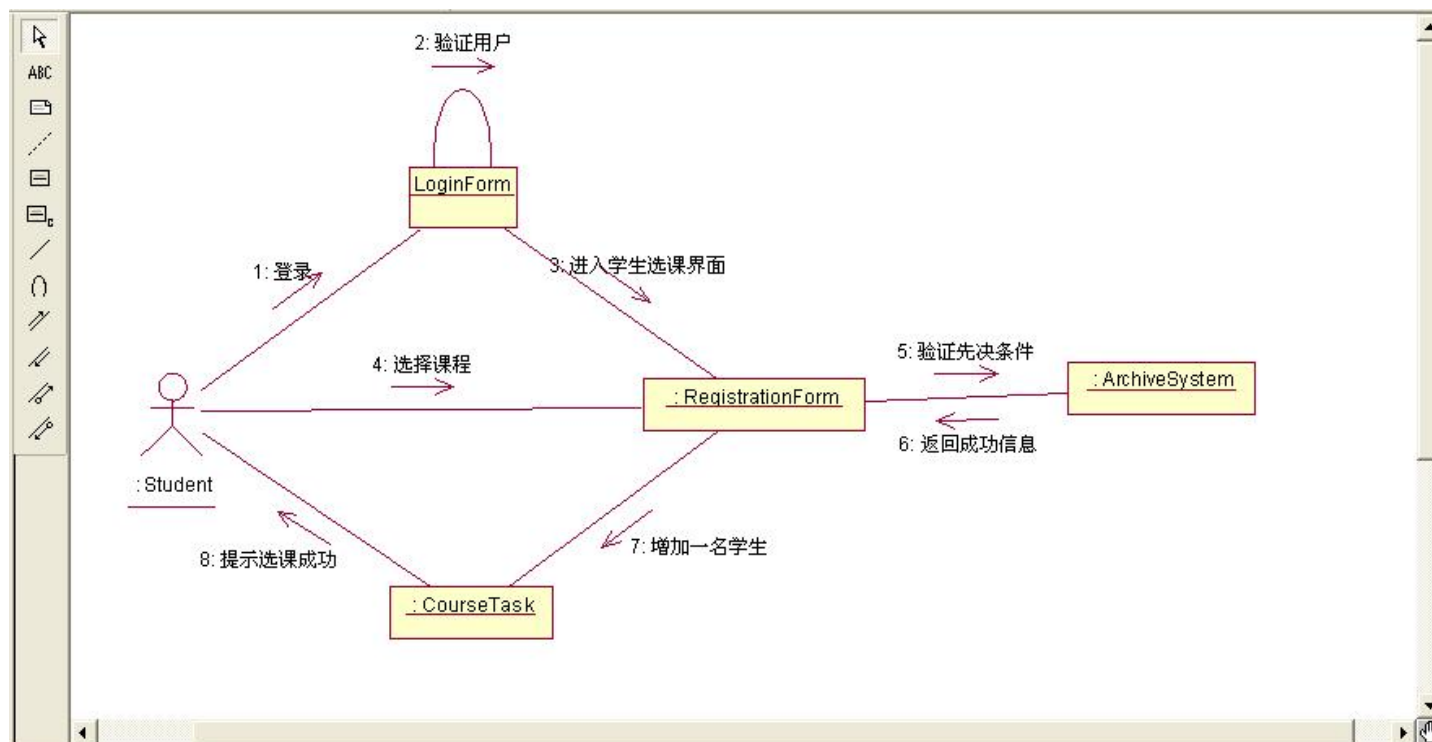 2: 验证用户
ABC
LoginForm
1: 登录
3: 进入学生选课界面
4: 选择课程
5: 验证先决条件
: RegistrationForm
: ArchiveSystem
6: 返回成功信息
: Student
8: 提示选课成功
7: 增加一名学生
: CourseTask